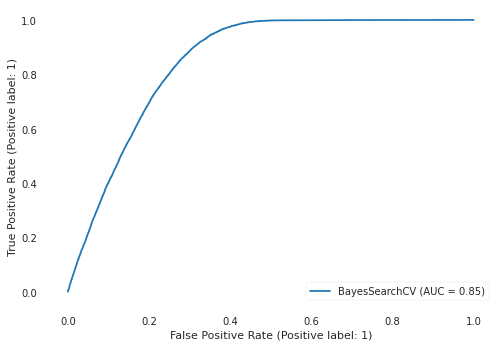 1.0
0.8
0.6
0.4
0.2
0.0
True Positive Rate (Positive label: 1)
BayesSearchCV (AUC = 0.85)
0.0 0.2 0.4 0.6 0.8 1.0
False Positive Rate (Positive label: 1)